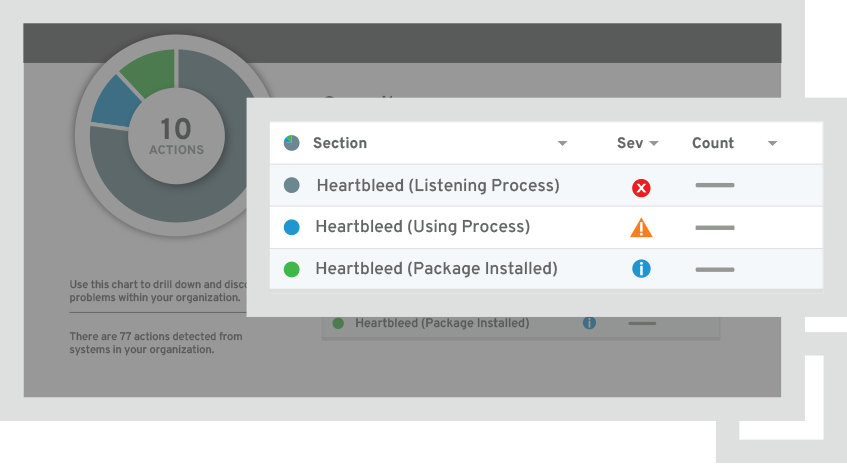 10
ACTIONS
Use this chart to drill down and
problems within your organization.
There are 77 actions detected from
systems in your organization.
Section Sev Count
Heartbleed (Listening Process)
Heartbleed (Using Process)
Heartbleed (Package Installed)
Heartbleed (Package Installed)